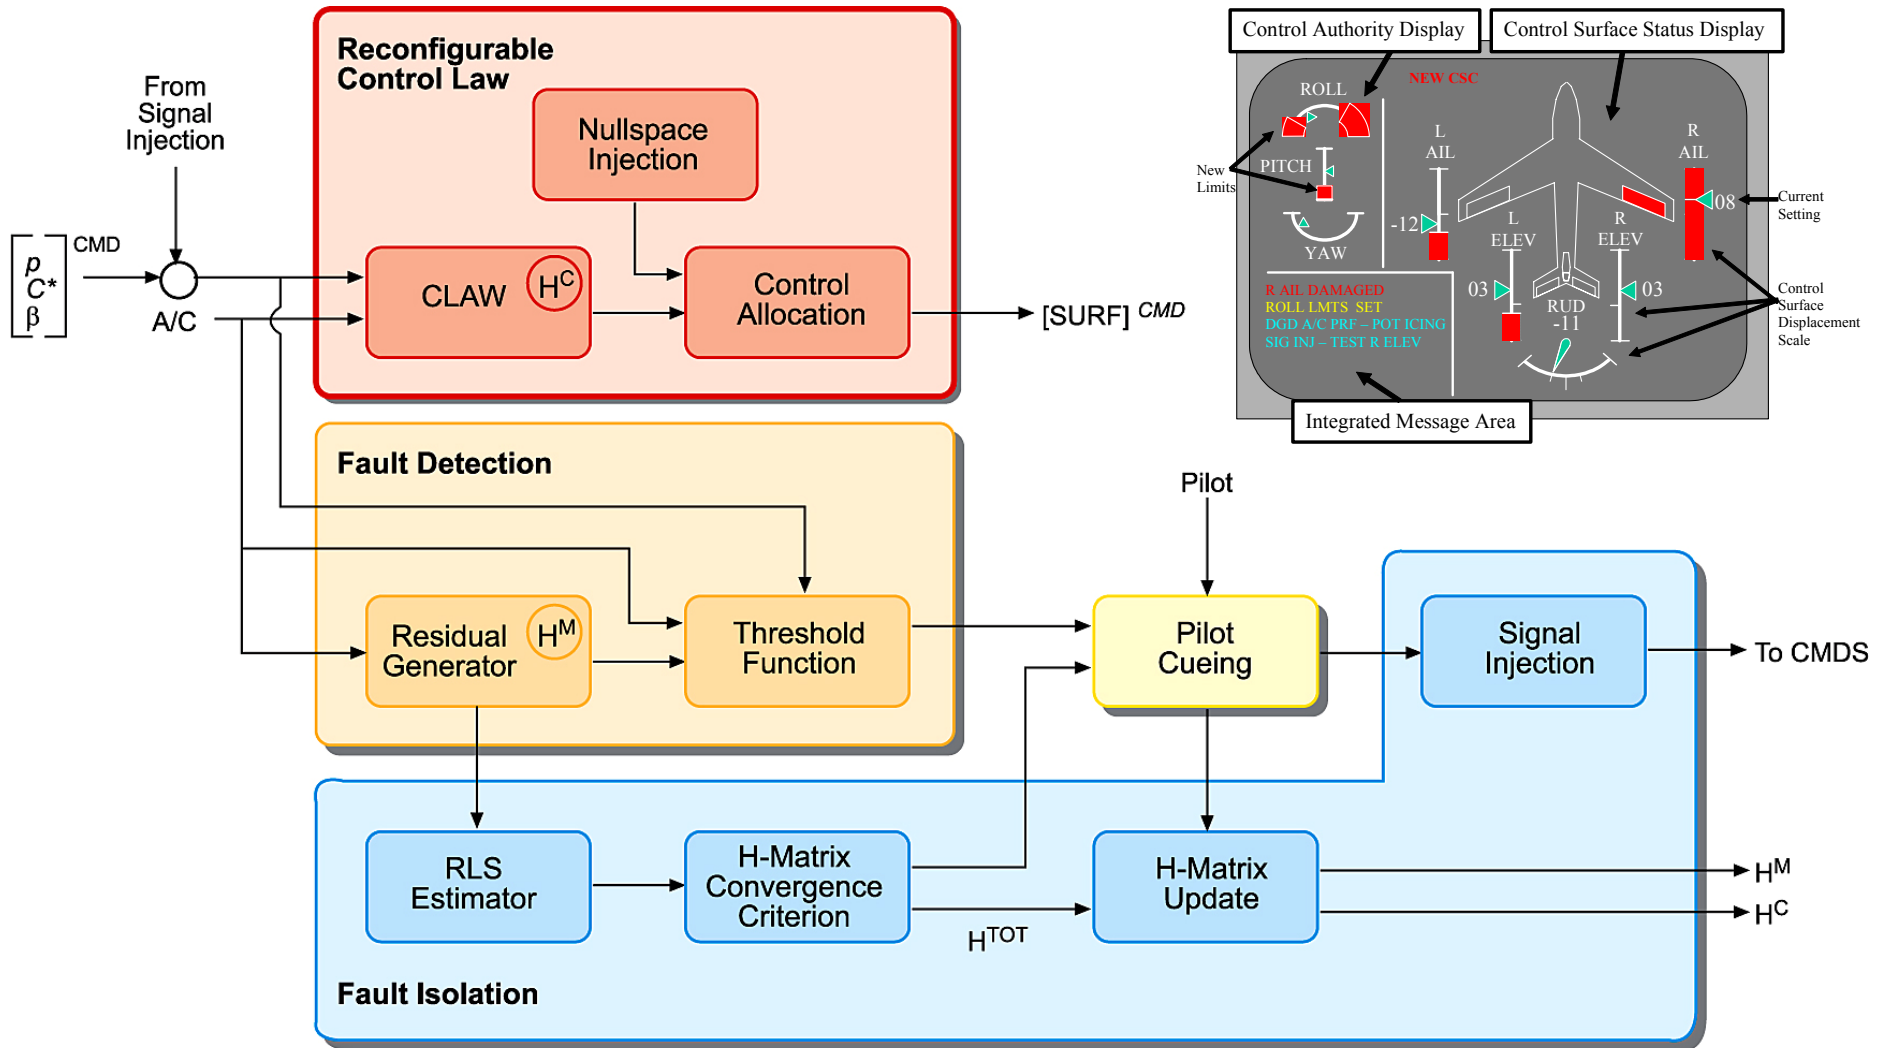 Reconfigurable
Control Law
From
Signal
Injection
Nullspace
Injection
p
C*
β
CMD
A/C
CLAW
H^C
Control
Allocation
[SURF] CMD
Fault Detection
Residual
Generator
H^M
Threshold
Function
Pilot
Pilot
Cueing
Signal
Injection
To CMDS
RLS
Estimator
H-Matrix
Convergence
Criterion
H^TOT
H-Matrix
Update
H^M
H^C
Fault Isolation
Control Authority Display
Control Surface Status Display
NEW CSC
ROLL
PITCH
YAW
New
Limits
L
AIL
-12
R
AIL
08
Current
Setting
L
ELEV
03
R
ELEV
03
RUD
-11
Control
Surface
Displacement
Scale
R AIL DAMAGED
ROLL LMTS SET
DGD A/C PRF – POT ICING
SIG INJ – TEST R ELEV
Integrated Message Area